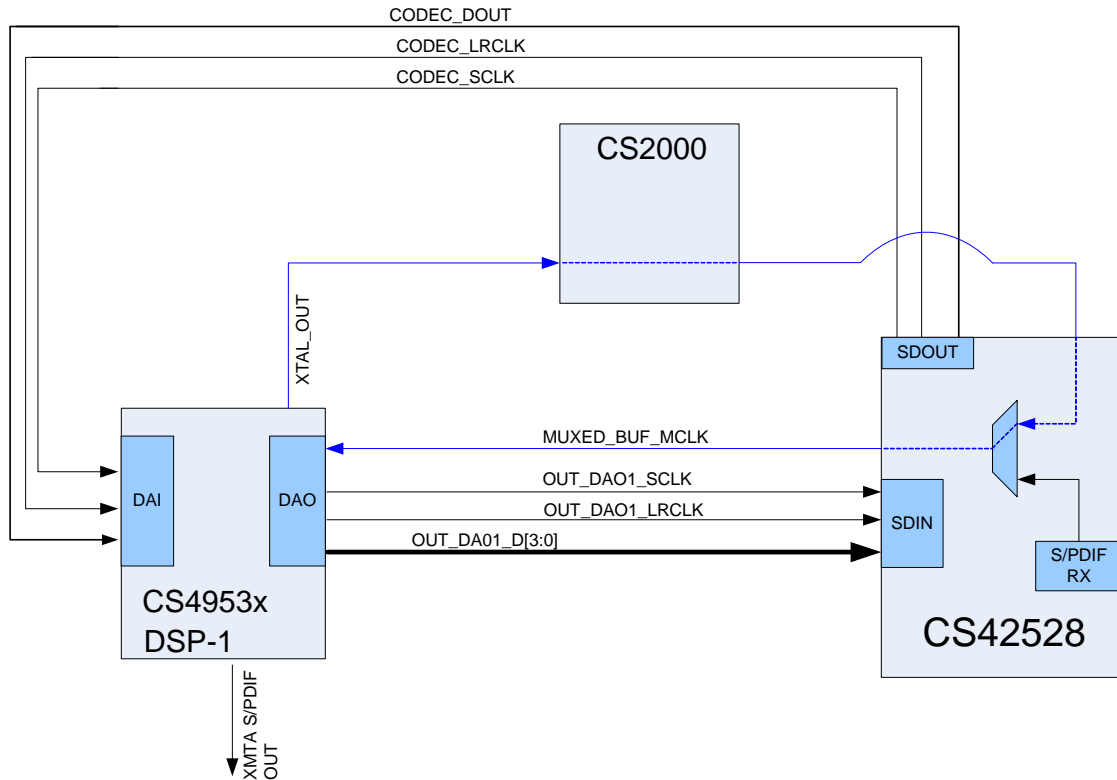 CODEC_DOUT
CODEC_LRCLK
CODEC_SCLK
CS2000
XTAL_OUT
SDOUT
MUXED_BUF_MCLK
OUT_DAO1_SCLK
OUT_DAO1_LRCLK
OUT_DA01_D[3:0]
DAI
DAO
SDIN
S/PDIF
RX
CS4953x
DSP-1
CS42528
XMTA S/PDIF
OUT